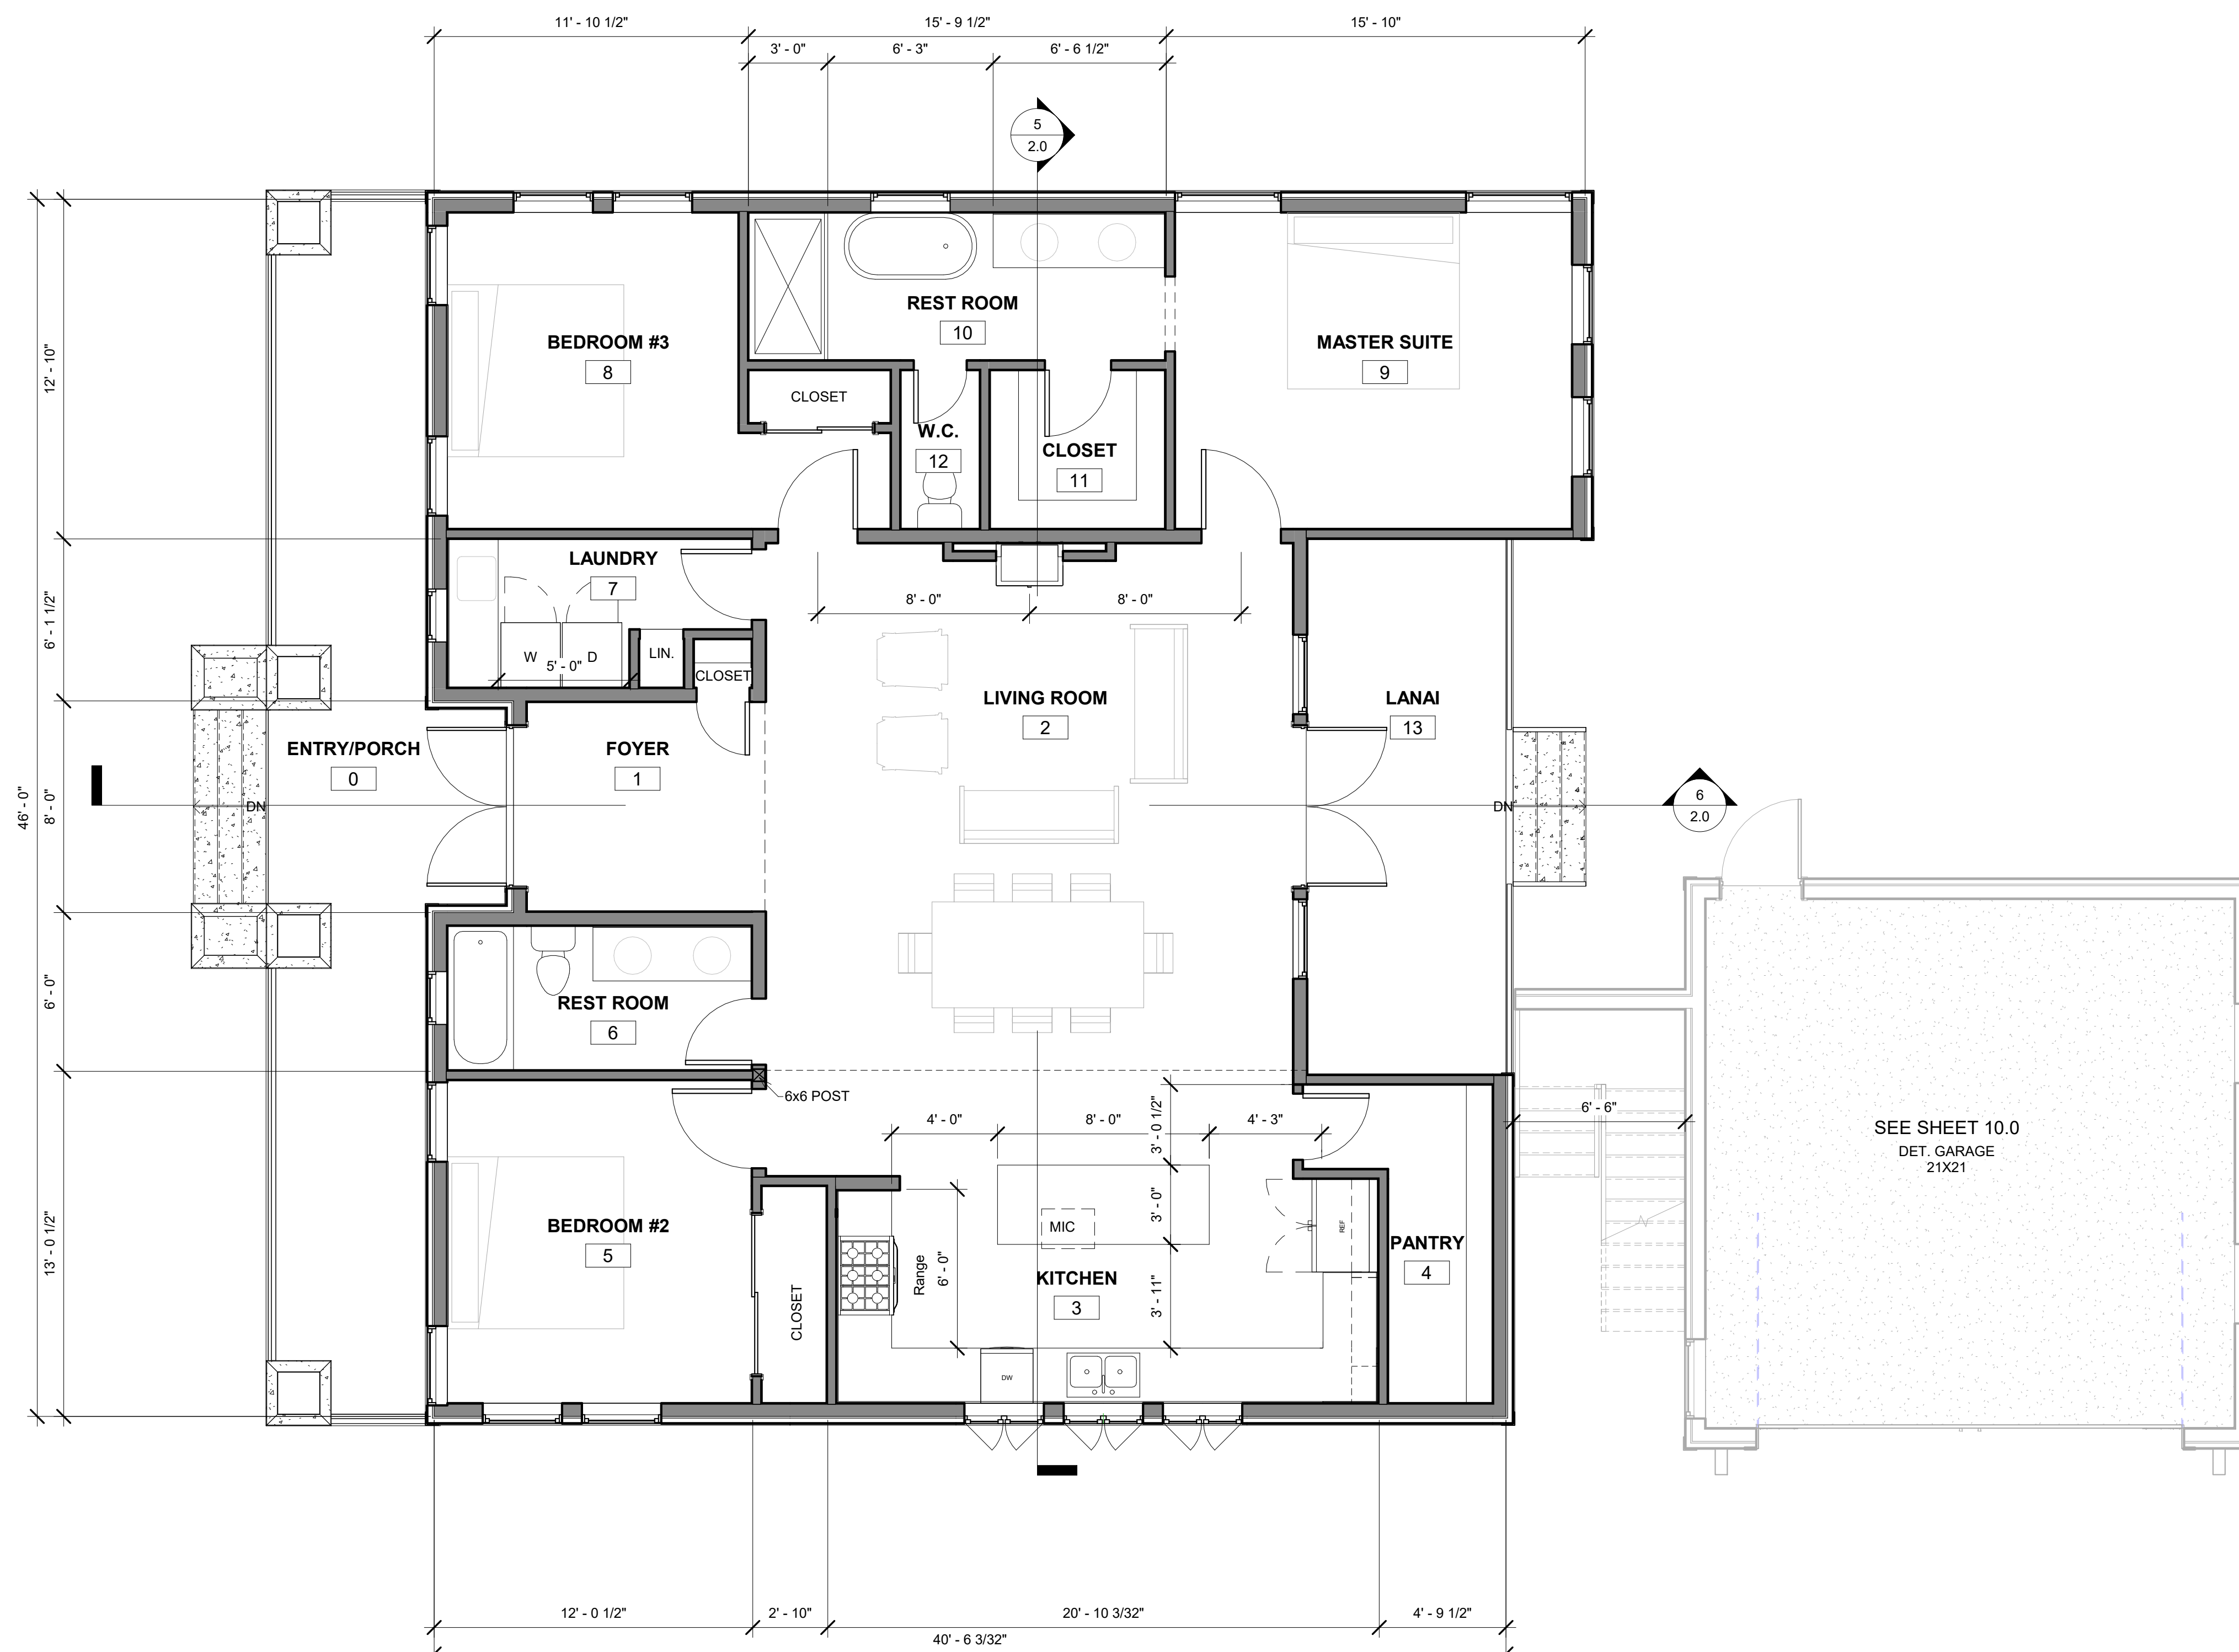 11' - 10 1/2"
15' - 9 1/2"
15' - 10"
3' - 0"
6' - 3"
6' - 6 1/2"
5
2.0
46' - 0"
12' - 10"
6' - 1 1/2"
8' - 0"
6' - 0"
13' - 0 1/2"
BEDROOM #3
8
REST ROOM
10
MASTER SUITE
9
CLOSET
W.C.
12
CLOSET
11
LAUNDRY
7
W
D
5' - 0"
LIN.
CLOSET
8' - 0"
8' - 0"
LIVING ROOM
2
LANAI
13
ENTRY/PORCH
0
DN
FOYER
1
DN
6
2.0
REST ROOM
6
6x6 POST
4' - 0"
8' - 0"
4' - 3"
3' - 0 1/2"
3' - 0"
3' - 11"
6' - 6"
SEE SHEET 10.0
DET. GARAGE
21X21
BEDROOM #2
5
CLOSET
Range
6' - 0"
MIC
KITCHEN
3
REF
PANTRY
4
DW
12' - 0 1/2"
2' - 10"
20' - 10 3/32"
4' - 9 1/2"
40' - 6 3/32"